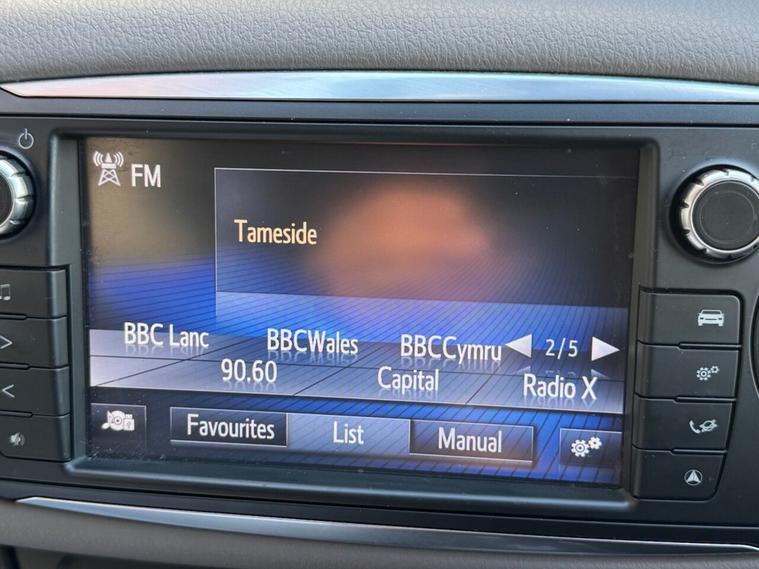 FM
Tameside
BBC Lanc BBCWales BBCCymru 2/5
90.60 Capital Radio X
Favourites List Manual